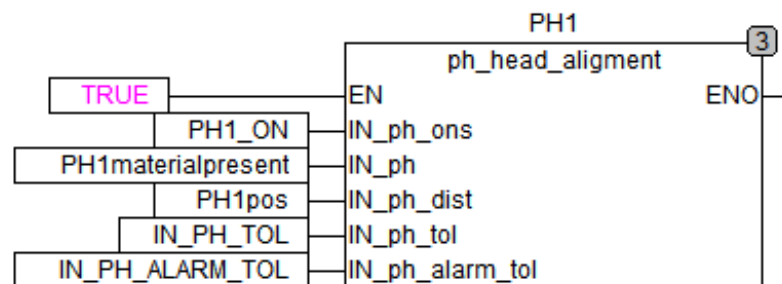 PH1
3
ph_head_aligment
TRUE EN ENO
PH1_ON IN_ph_ons
PH1materialpresent IN_ph
PH1pos IN_ph_dist
IN_PH_TOL IN_ph_tol
IN_PH_ALARM_TOL IN_ph_alarm_tol